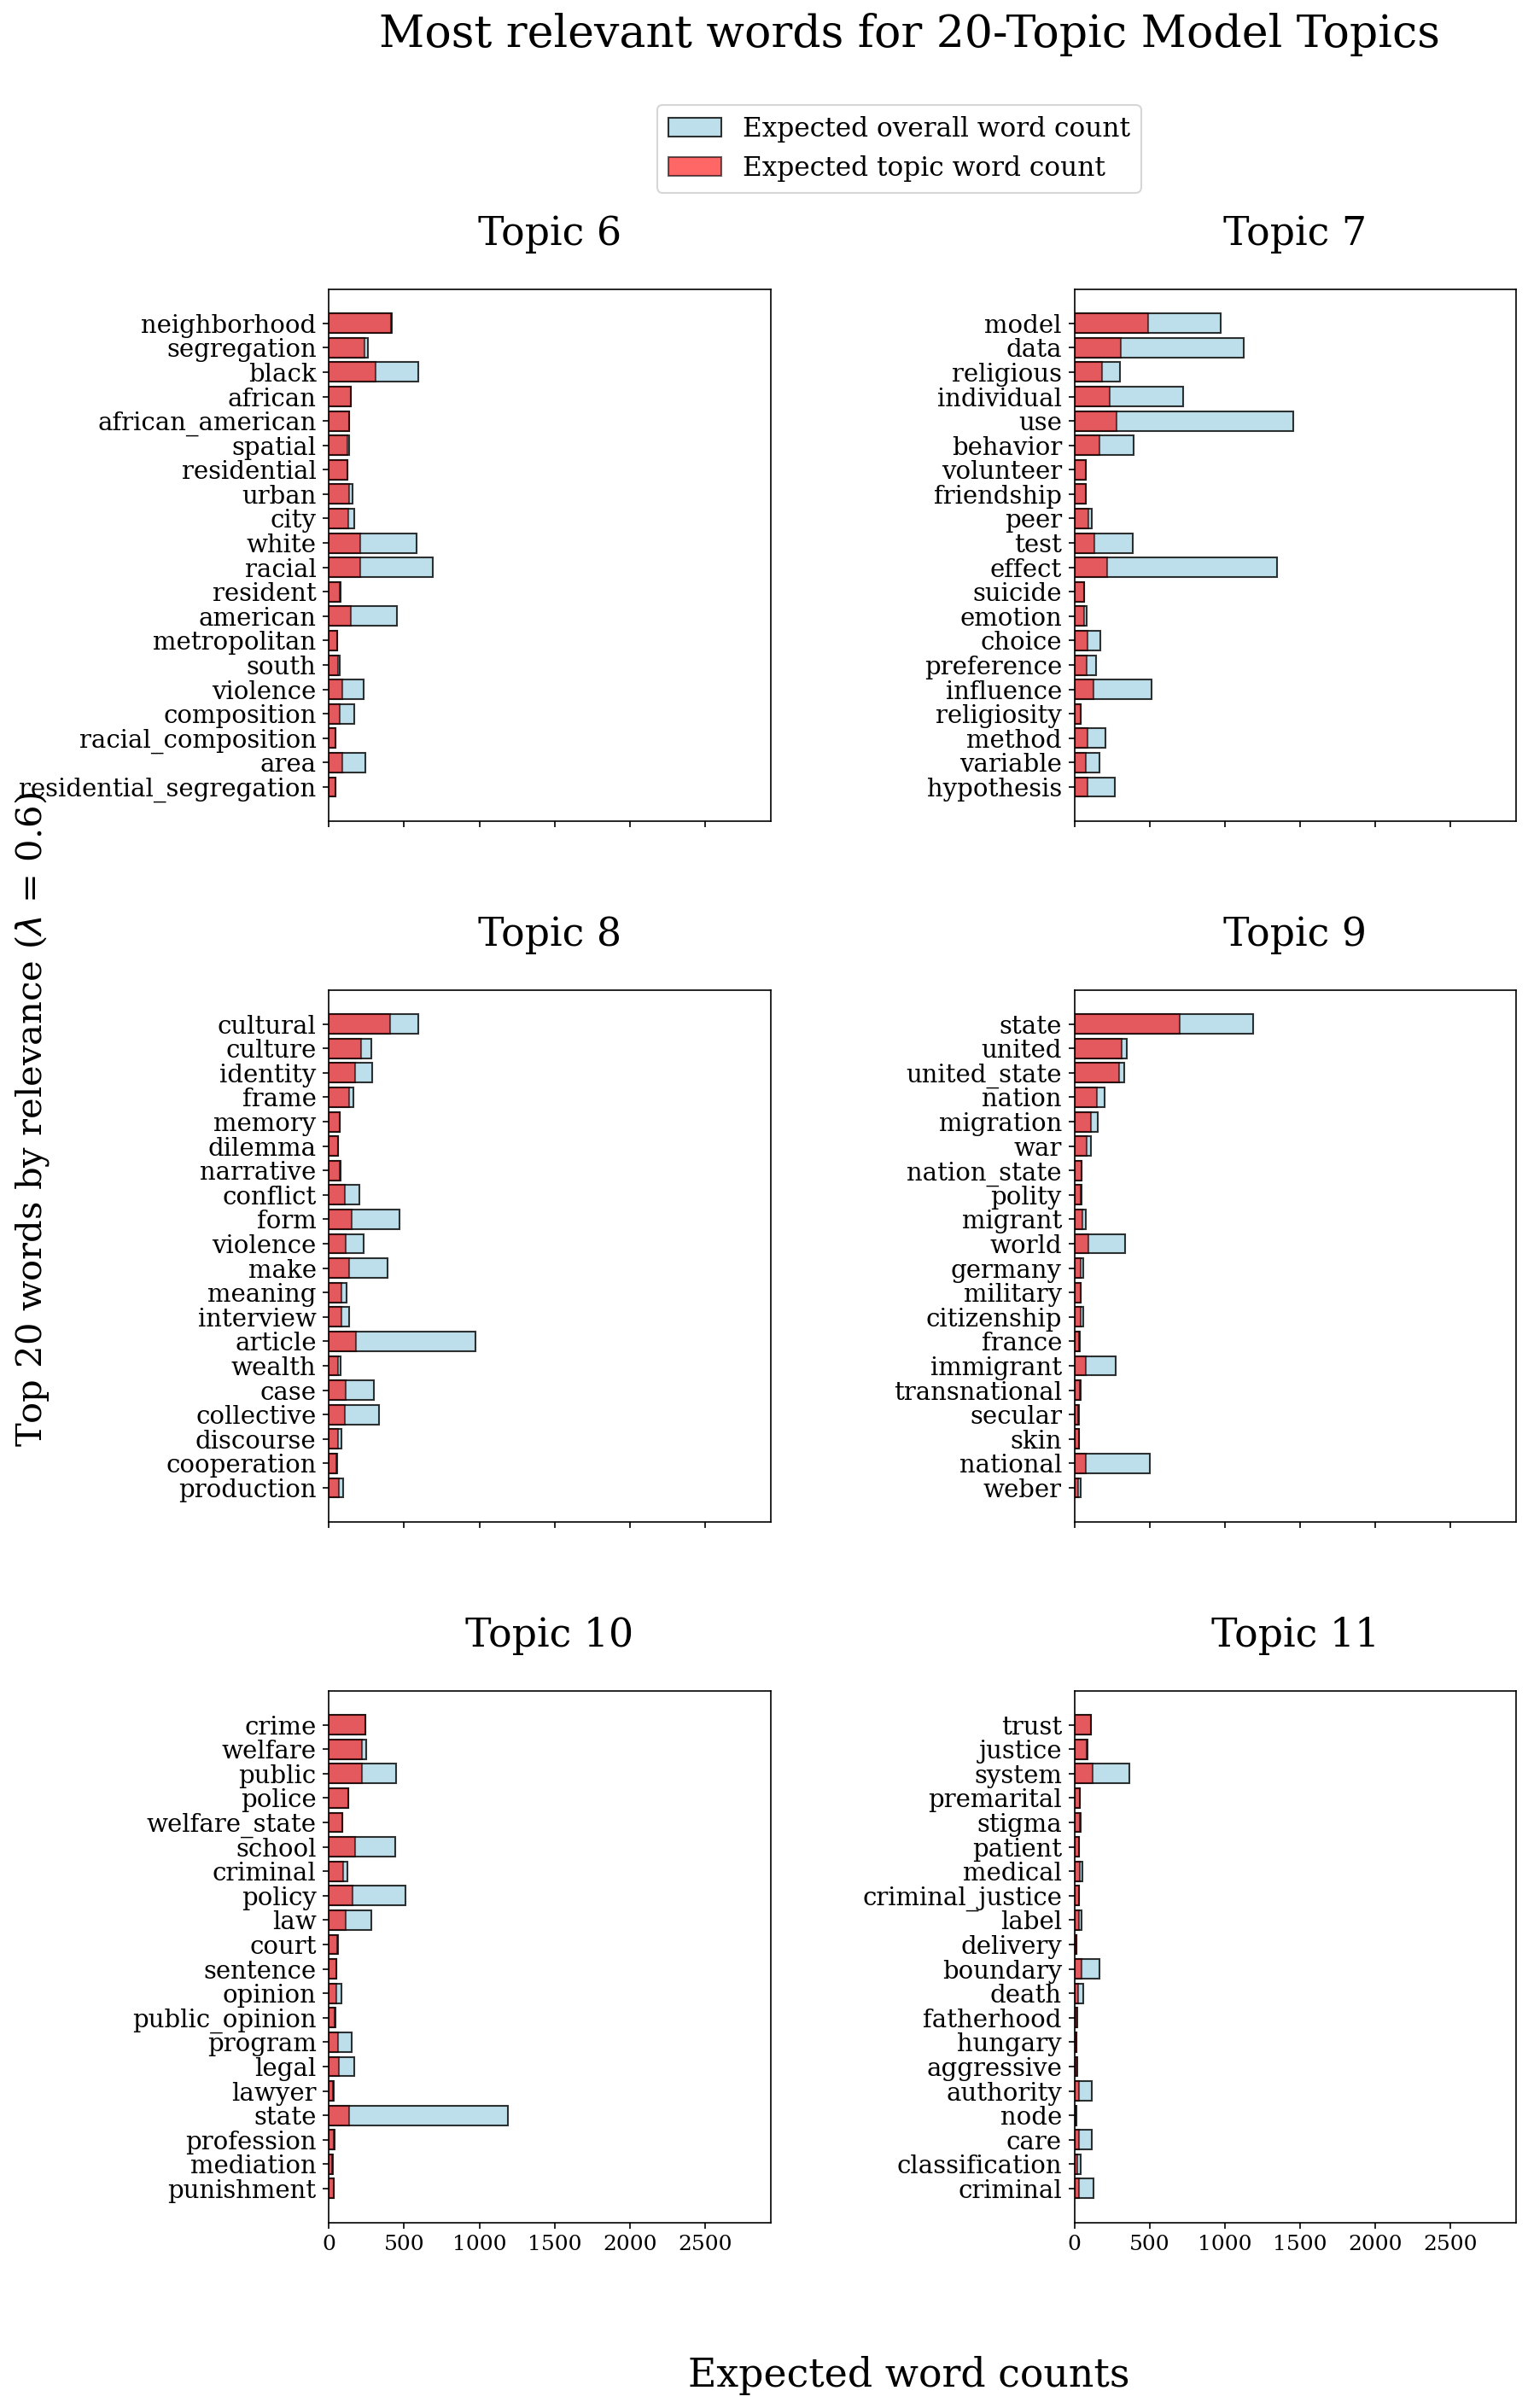 Most relevant words for 20-Topic Model Topics
Expected overall word count
Expected topic word count
Top 20 words by relevance (λ = 0.6)
Topic 6
neighborhood
segregation
black
african
african_american
spatial
residential
urban
city
white
racial
resident
american
metropolitan
south
violence
composition
racial_composition
area
residential_segregation
Topic 7
model
data
religious
individual
use
behavior
volunteer
friendship
peer
test
effect
suicide
emotion
choice
preference
influence
religiosity
method
variable
hypothesis
Topic 8
cultural
culture
identity
frame
memory
dilemma
narrative
conflict
form
violence
make
meaning
interview
article
wealth
case
collective
discourse
cooperation
production
Topic 9
state
united
united_state
nation
migration
war
nation_state
polity
migrant
world
germany
military
citizenship
france
immigrant
transnational
secular
skin
national
weber
Topic 10
crime
welfare
public
police
welfare_state
school
criminal
policy
law
court
sentence
opinion
public_opinion
program
legal
lawyer
state
profession
mediation
punishment
0 500 1000 1500 2000 2500
Topic 11
trust
justice
system
premarital
stigma
patient
medical
criminal_justice
label
delivery
boundary
death
fatherhood
hungary
aggressive
authority
node
care
classification
criminal
0 500 1000 1500 2000 2500
Expected word counts